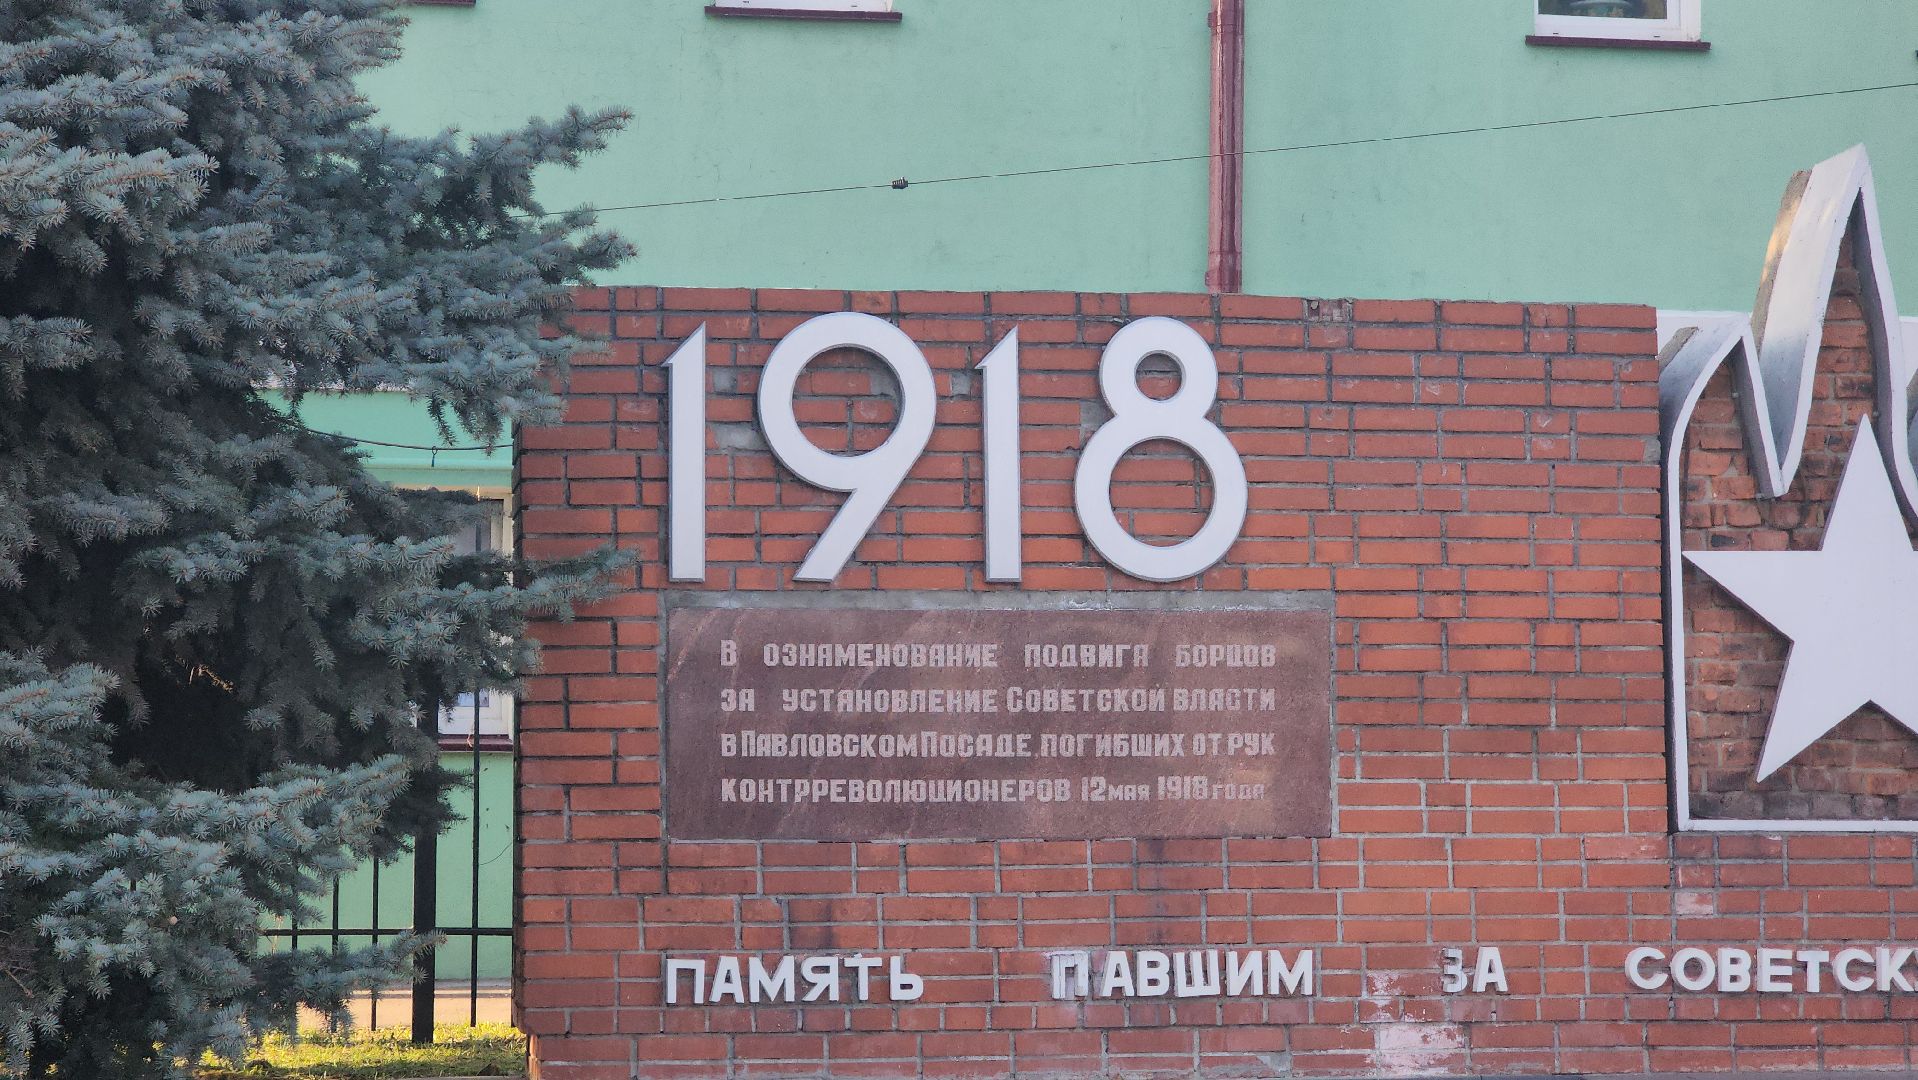 1918
В ОЗНАМЕНОВАНИЕ ПОДВИГА БОРЦОВ
ЗА УСТАНОВЛЕНИЕ СОВЕТСКОЙ ВЛАСТИ
В ПАВЛОВСКОМ ПОСАДЕ, ПОГИБШИХ ОТ РУК
КОНТРРЕВОЛЮЦИОНЕРОВ 12 мая 1918 года
ПАМЯТЬ ПАВШИМ ЗА СОВЕТСК